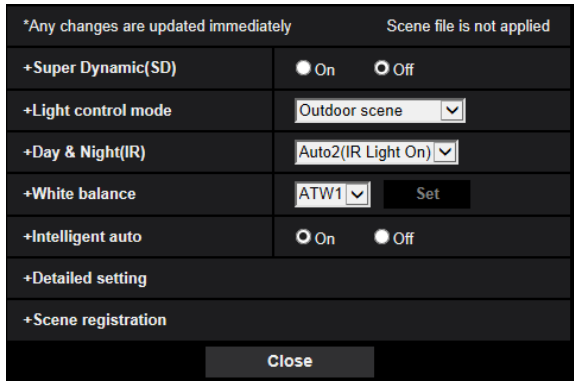 *Any changes are updated immediately Scene file is not applied
+Super Dynamic(SD) On Off
+Light control mode Outdoor scene
+Day & Night(IR) Auto2(IR Light On)
+White balance ATW1 Set
+Intelligent auto On Off
+Detailed setting
+Scene registration
Close